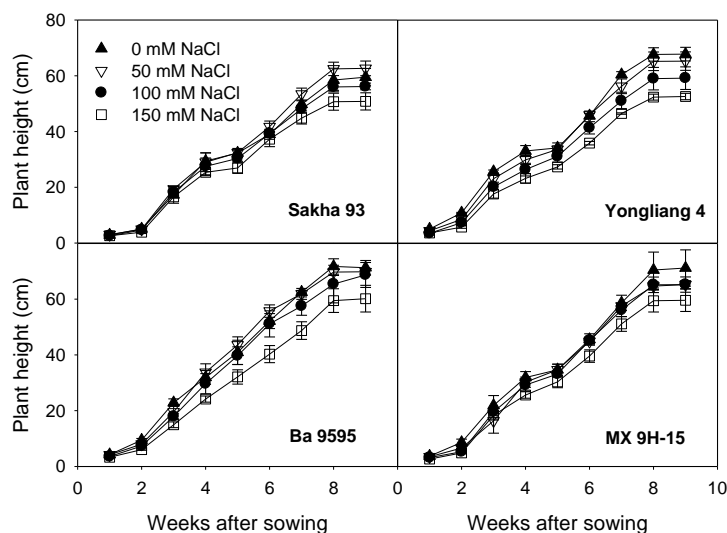 80
60
40
20
0
Plant height (cm)
0 mM NaCl
50 mM NaCl
100 mM NaCl
150 mM NaCl
Sakha 93
Yongliang 4
60
40
20
0
Plant height (cm)
Ba 9595
MX 9H-15
0 2 4 6 8 0 2 4 6 8 10
Weeks after sowing Weeks after sowing